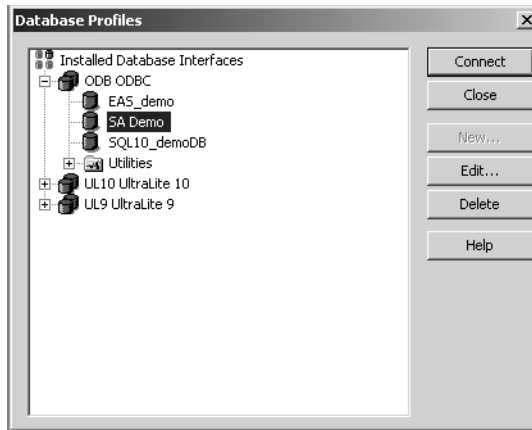 Database Profiles
Installed Database Interfaces
ODB ODBC
EAS_demo
SA Demo
SQL10_demoDB
Utilities
UL10 UltraLite 10
UL9 UltraLite 9
Connect
Close
New...
Edit...
Delete
Help